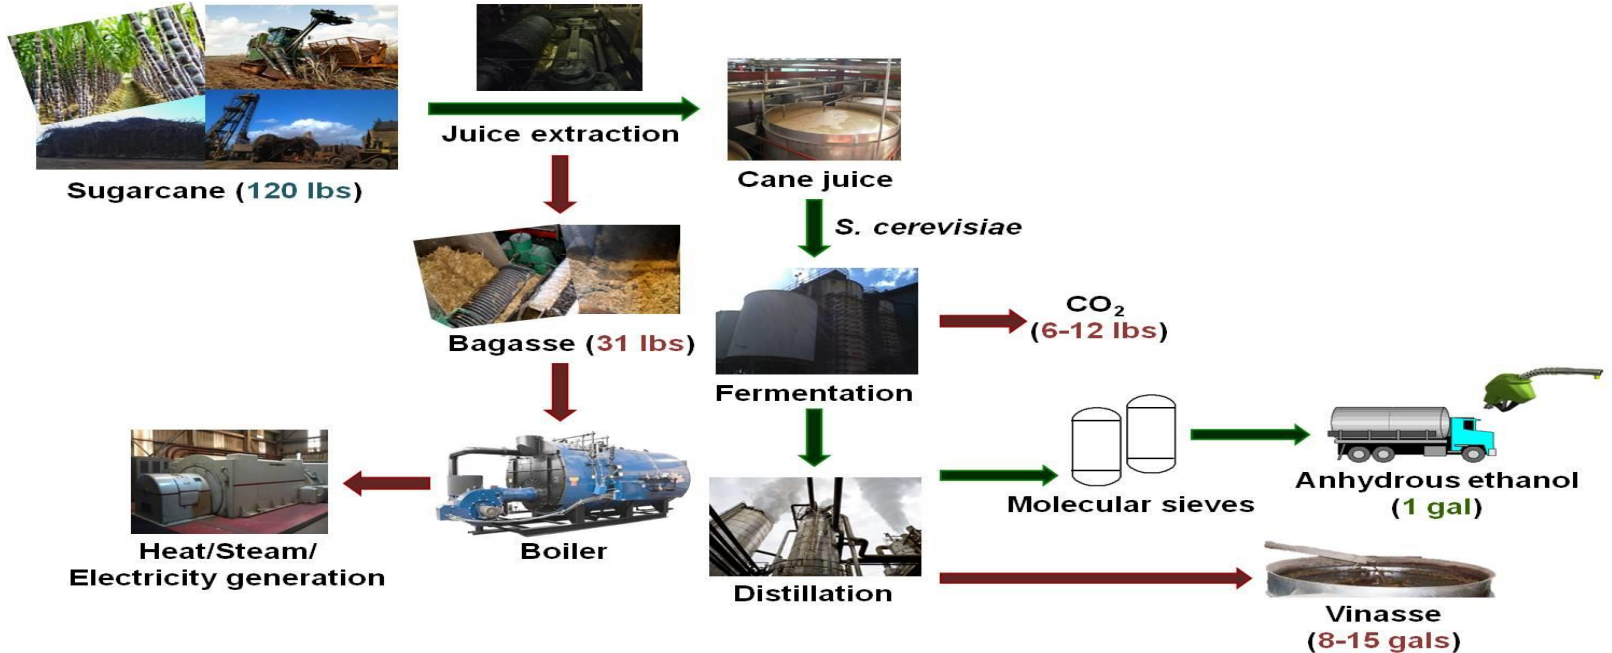 Juice extraction
Sugarcane (120 lbs)
Cane juice
S. cerevisiae
Bagasse (31 lbs)
CO₂
(6-12 lbs)
Fermentation
Molecular sieves
Anhydrous ethanol
(1 gal)
Heat/Steam/
Electricity generation
Boiler
Distillation
Vinasse
(8-15 gals)